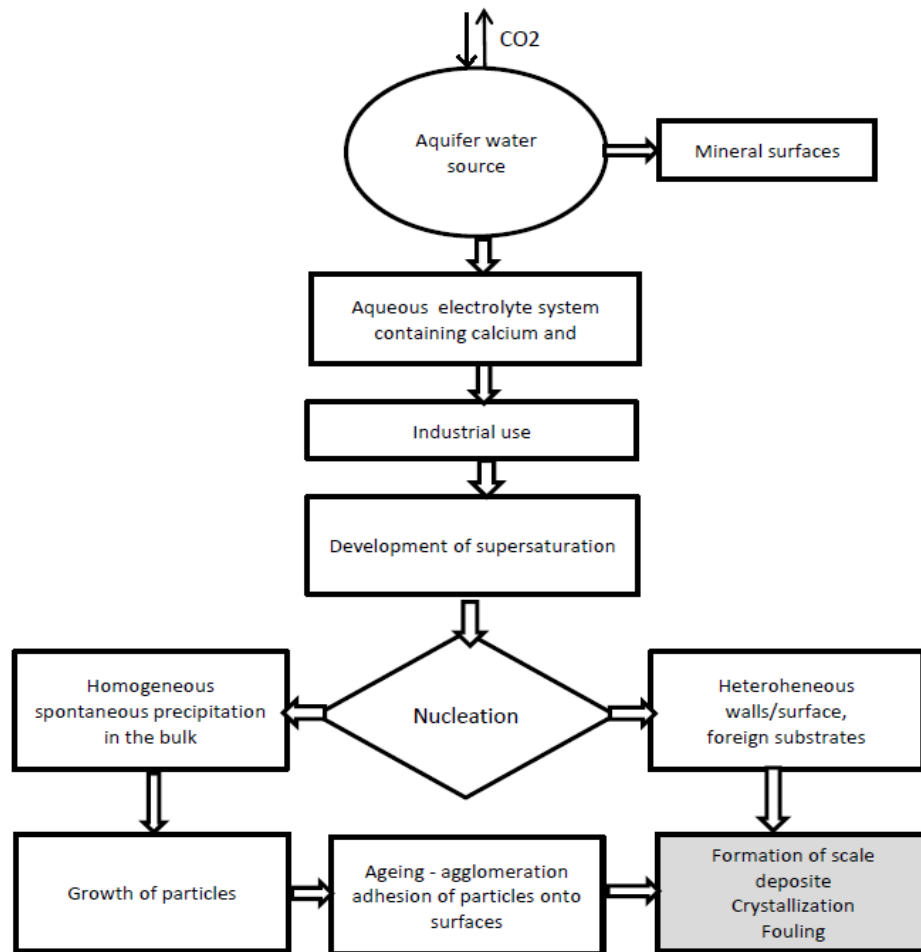 CO2
Aquifer water
source
Mineral surfaces
Aqueous electrolyte system
containing calcium and
Industrial use
Development of supersaturation
Homogeneous
spontaneous precipitation
in the bulk
Nucleation
Heteroheneous
walls/surface,
foreign substrates
Growth of particles
Ageing - agglomeration
adhesion of particles onto
surfaces
Formation of scale
deposite
Crystallization
Fouling